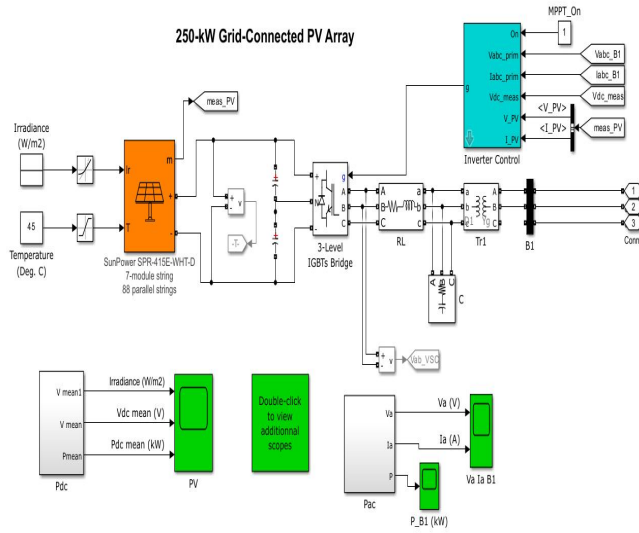 250-kW Grid-Connected PV Array
MPPT_On
1
On
Vabc_prim
Vabc_B1
Iabc_prim
Iabc_B1
Vdc_meas
Vdc_meas
g
V_PV
<V_PV>
I_PV
<I_PV>
meas_PV
Inverter Control
meas_PV
Irradiance
(W/m2)
Ir
m
+
T
-
45
Temperature
(Deg. C)
SunPower SPR-415E-WHT-D
7-module string
88 parallel strings
+
v
-
-T-
+
g
A
N
B
-
C
3-Level
IGBTs Bridge
A a
B b
C c
RL
a A
b B
c C
D1 Yg
Tr1
B1
1
2
3
Conn
A B C
C
+
v
-
Vab_VSC
V mean1
Irradiance (W/m2)
V mean
Vdc mean (V)
Pmean
Pdc mean (kW)
Pdc
PV
Double-click
to view
additionnal
scopes
Va
Va (V)
Ia
Ia (A)
P
Pac
Va Ia B1
P_B1 (kW)